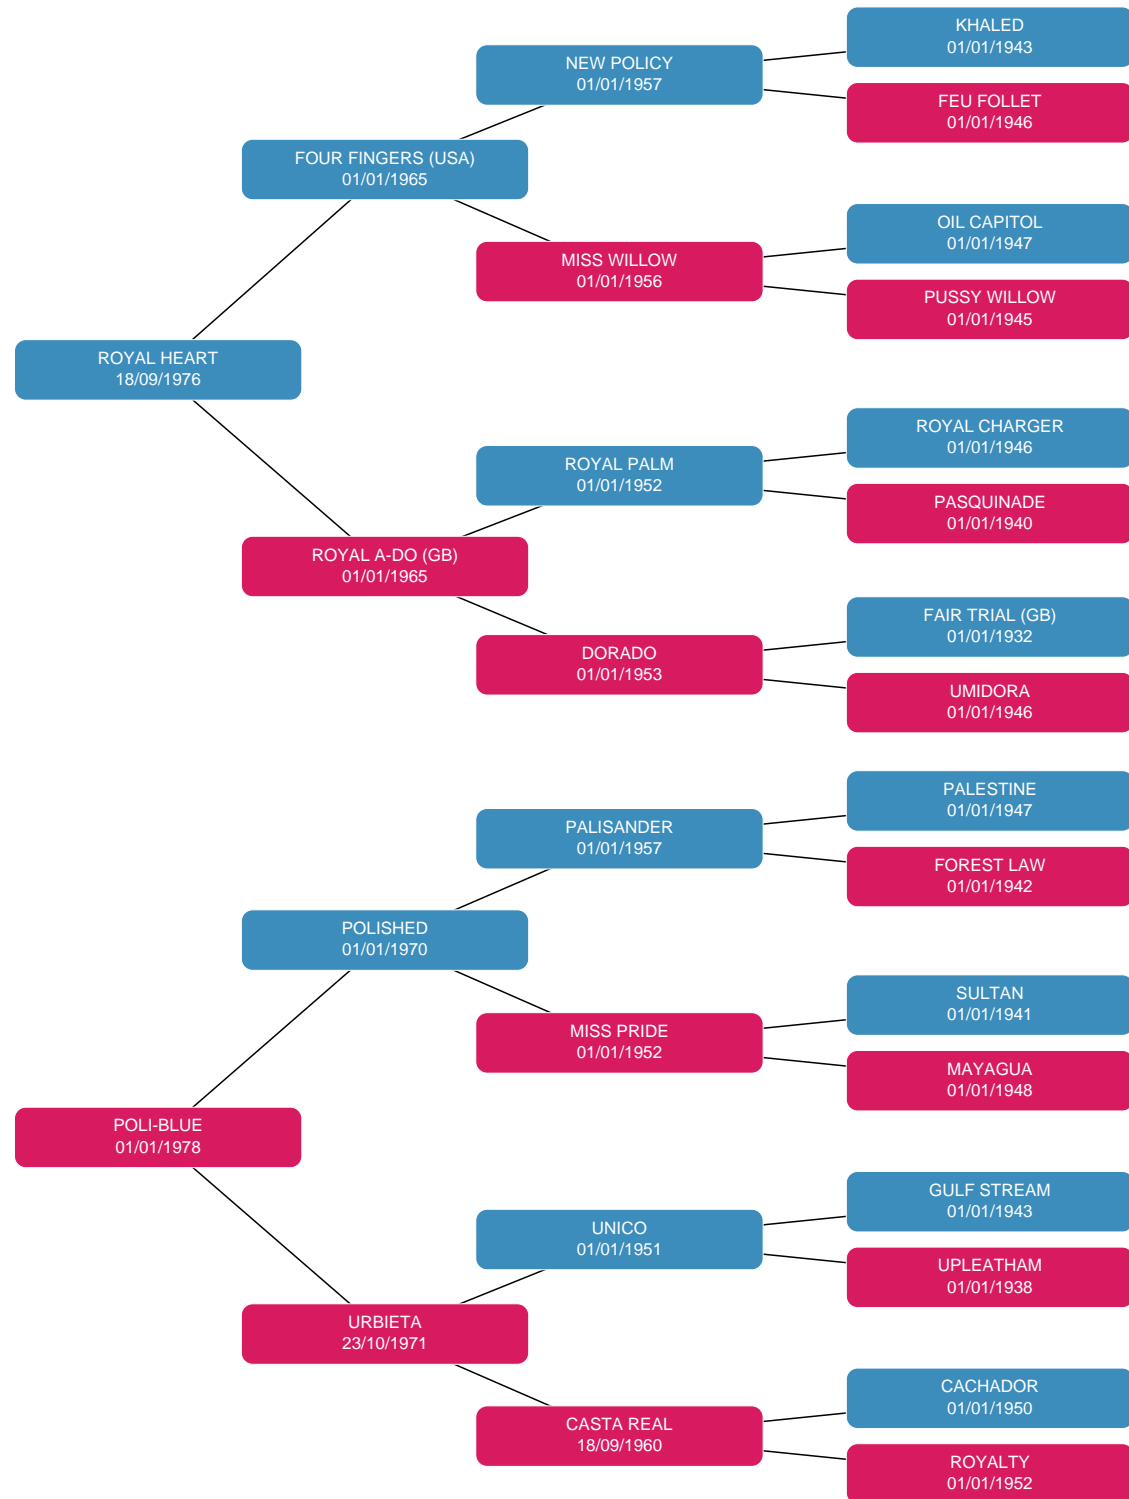 KHALED
01/01/1943
NEW POLICY
01/01/1957
FEU FOLLET
01/01/1946
FOUR FINGERS (USA)
01/01/1965
OIL CAPITOL
01/01/1947
MISS WILLOW
01/01/1956
PUSSY WILLOW
01/01/1945
ROYAL HEART
18/09/1976
ROYAL CHARGER
01/01/1946
ROYAL PALM
01/01/1952
PASQUINADE
01/01/1940
ROYAL A-DO (GB)
01/01/1965
FAIR TRIAL (GB)
01/01/1932
DORADO
01/01/1953
UMIDORA
01/01/1946
PALESTINE
01/01/1947
PALISANDER
01/01/1957
FOREST LAW
01/01/1942
POLISHED
01/01/1970
SULTAN
01/01/1941
MISS PRIDE
01/01/1952
MAYAGUA
01/01/1948
POLI-BLUE
01/01/1978
GULF STREAM
01/01/1943
UNICO
01/01/1951
UPLEATHAM
01/01/1938
URBIETA
23/10/1971
CACHADOR
01/01/1950
CASTA REAL
18/09/1960
ROYALTY
01/01/1952